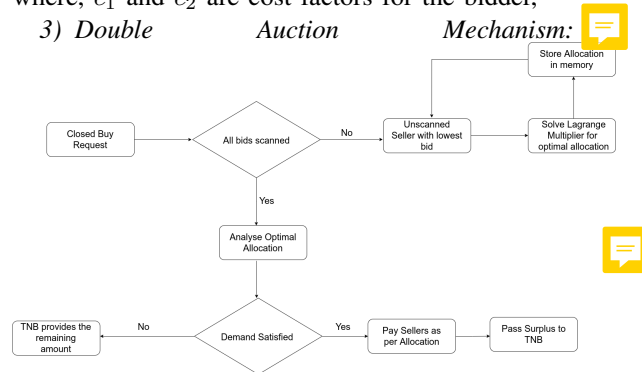 where, c₁ and c₂ are cost factors for the bidder,
3) Double Auction Mechanism:
Store Allocation
in memory
Closed Buy
Request
All bids scanned
No
Unscanned
Seller with lowest
bid
Solve Lagrange
Multiplier for
optimal allocation
Yes
Analyse Optimal
Allocation
TNB provides the
remaining
amount
No
Demand Satisfied
Yes
Pay Sellers as
per Allocation
Pass Surplus to
TNB